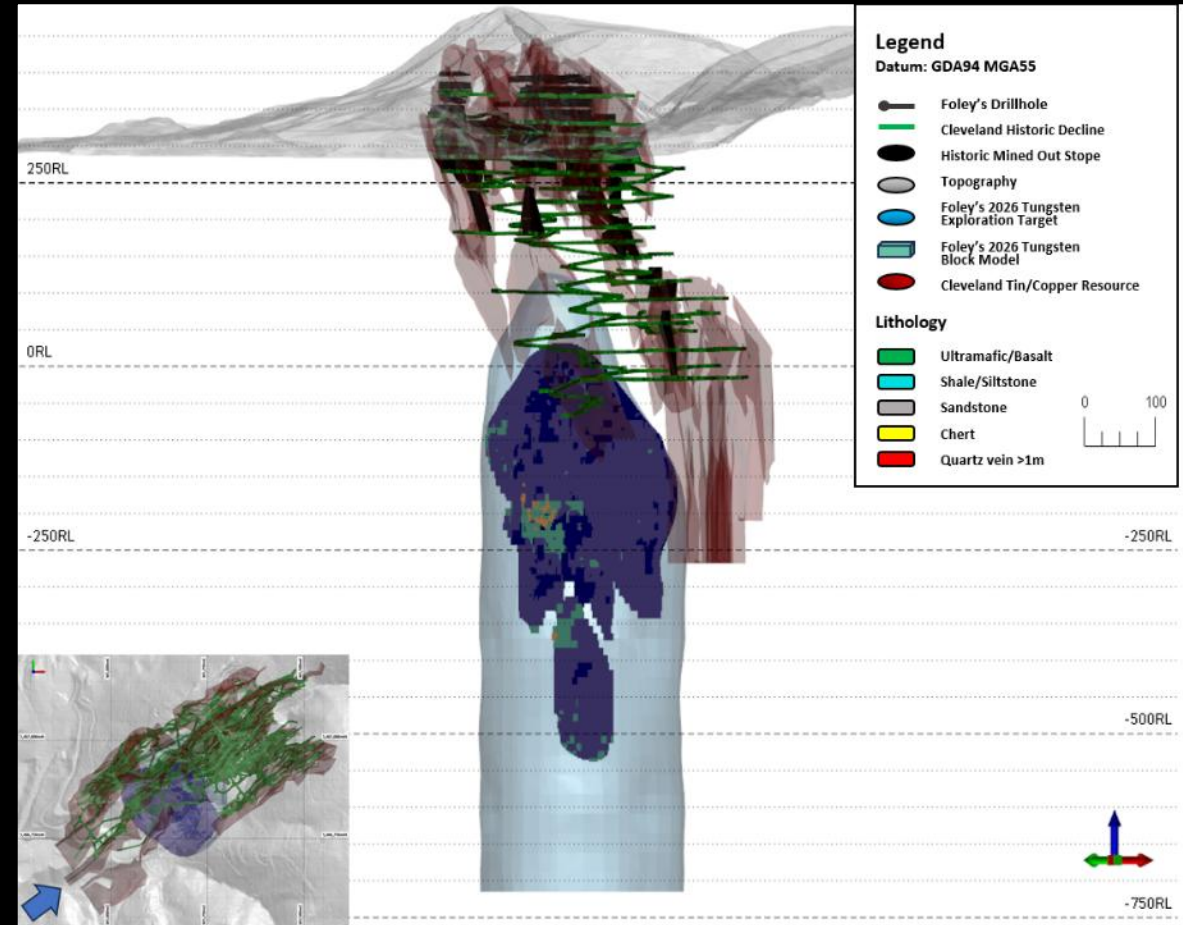 Legend
Datum: GDA94 MGA55
Foley's Drillhole
Cleveland Historic Decline
Historic Mined Out Stope
Topography
Foley's 2026 Tungsten
Exploration Target
Foley's 2026 Tungsten
Block Model
Cleveland Tin/Copper Resource
Lithology
Ultramafic/Basalt
Shale/Siltstone
Sandstone
Chert
Quartz vein >1m
0 100
250RL
0RL
-250RL -250RL
-500RL
-750RL